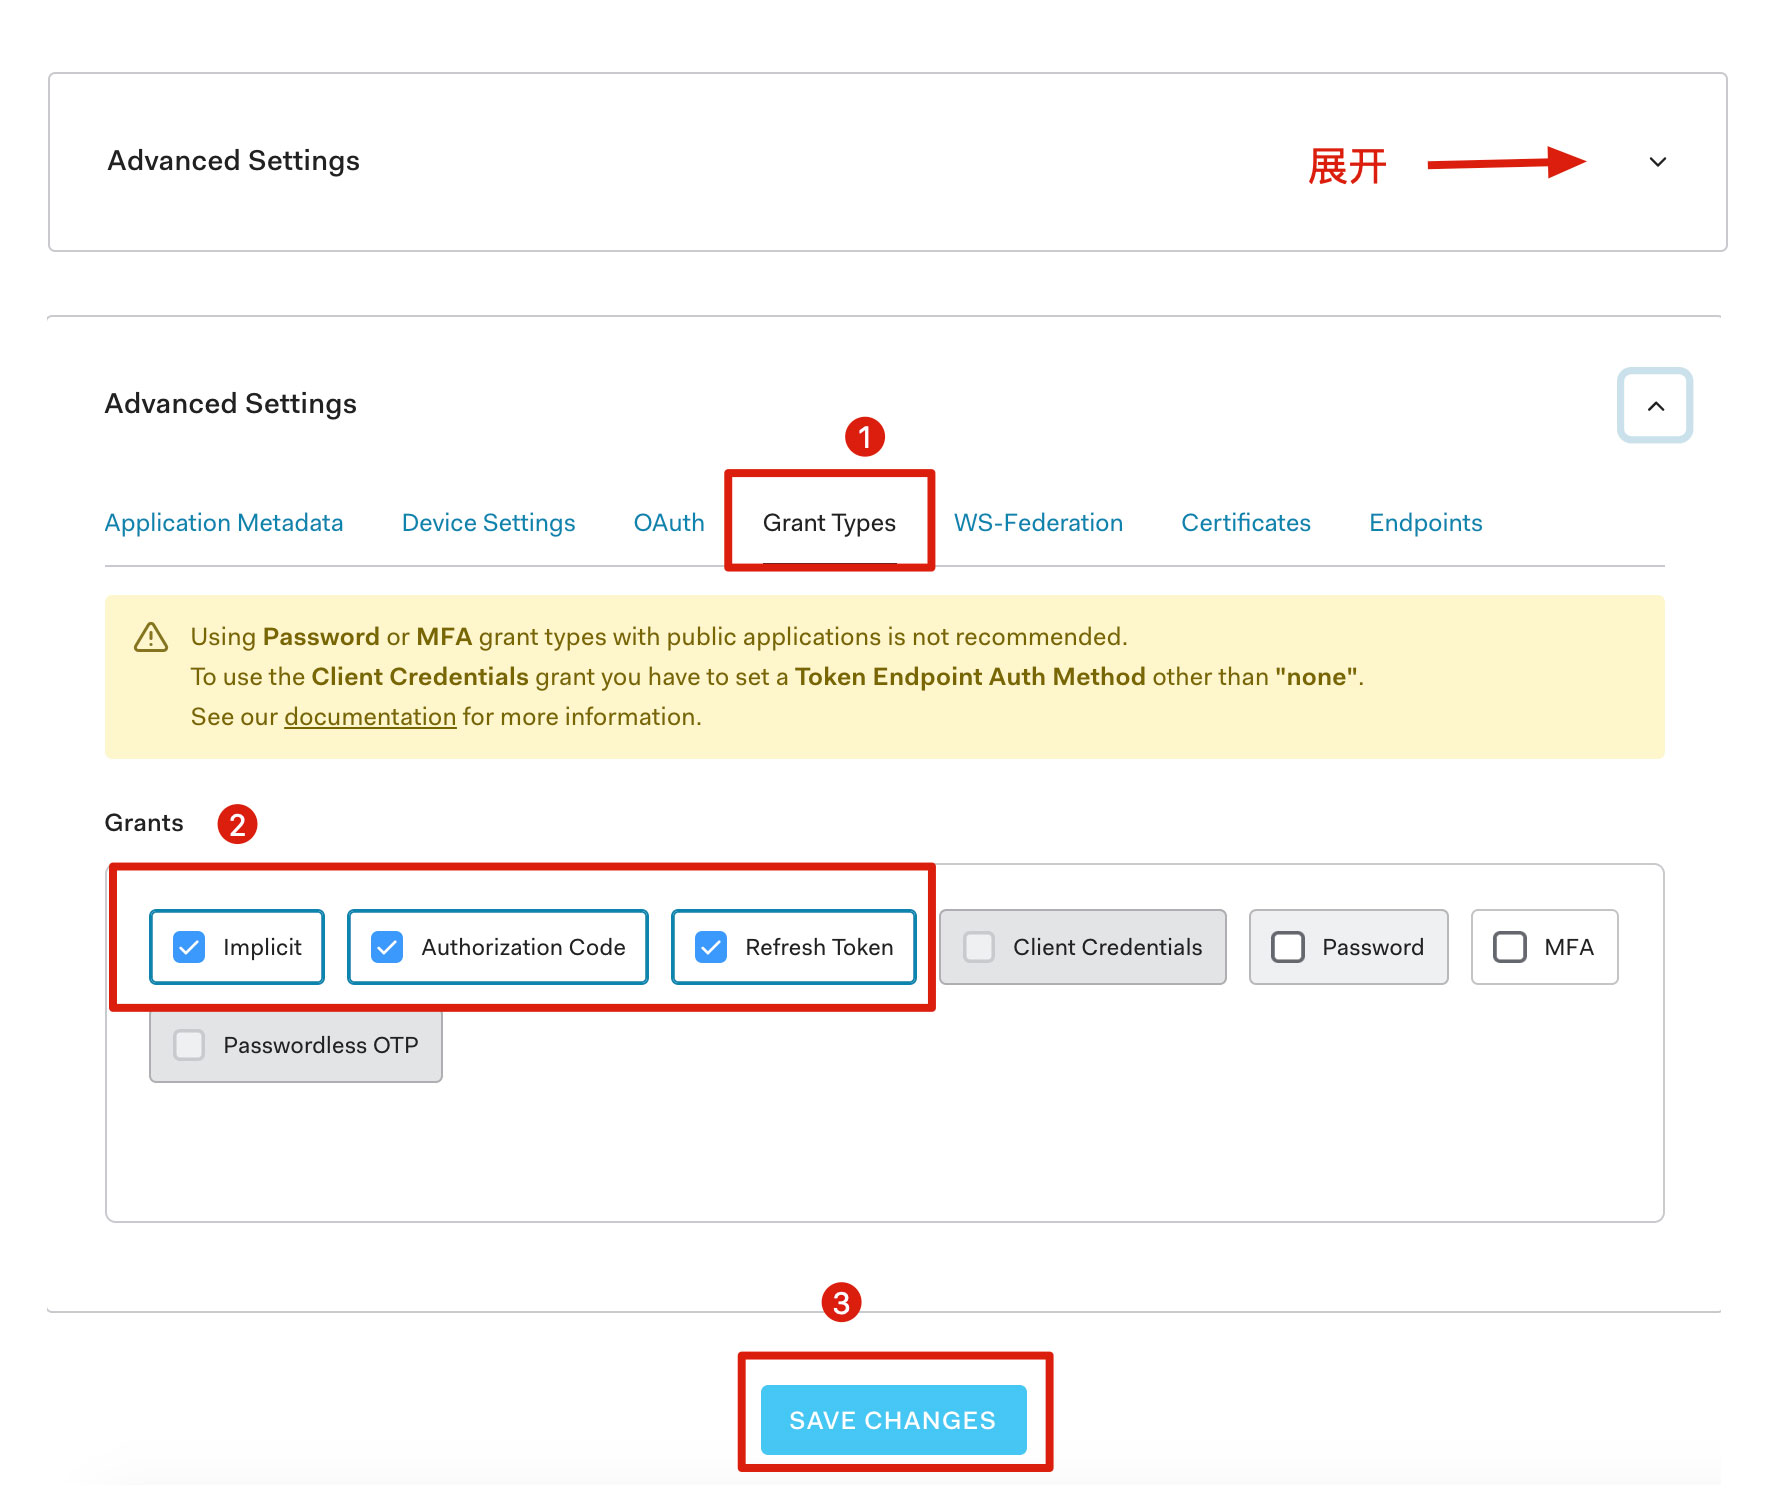 Advanced Settings
展开
Advanced Settings
1
Application Metadata
Device Settings
OAuth
Grant Types
WS-Federation
Certificates
Endpoints
Using Password or MFA grant types with public applications is not recommended.
To use the Client Credentials grant you have to set a Token Endpoint Auth Method other than "none".
See our documentation for more information.
Grants
2
Implicit
Authorization Code
Refresh Token
Client Credentials
Password
MFA
Passwordless OTP
3
SAVE CHANGES